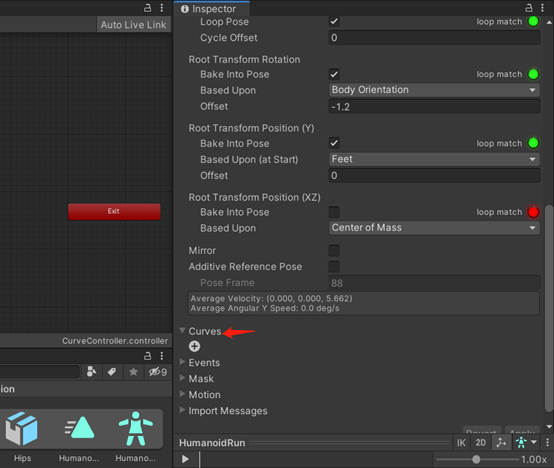 Inspector
Auto Live Link
Loop Pose
loop match
Cycle Offset
0
Root Transform Rotation
Bake Into Pose
loop match
Based Upon
Body Orientation
Offset
-1.2
Root Transform Position (Y)
Bake Into Pose
loop match
Based Upon (at Start)
Feet
Offset
0
Exit
Root Transform Position (XZ)
Bake Into Pose
loop match
Based Upon
Center of Mass
Mirror
Additive Reference Pose
Pose Frame
88
Average Velocity: (0.000, 0.000, 5.662)
Average Angular Y Speed: 0.0 deg/s
Curves
CurveController.controller
Events
9
Mask
ion
Motion
Import Messages
Revert
Apply
HumanoidRun
IK
2D
Hips
Humano...
Humano...
1.00x